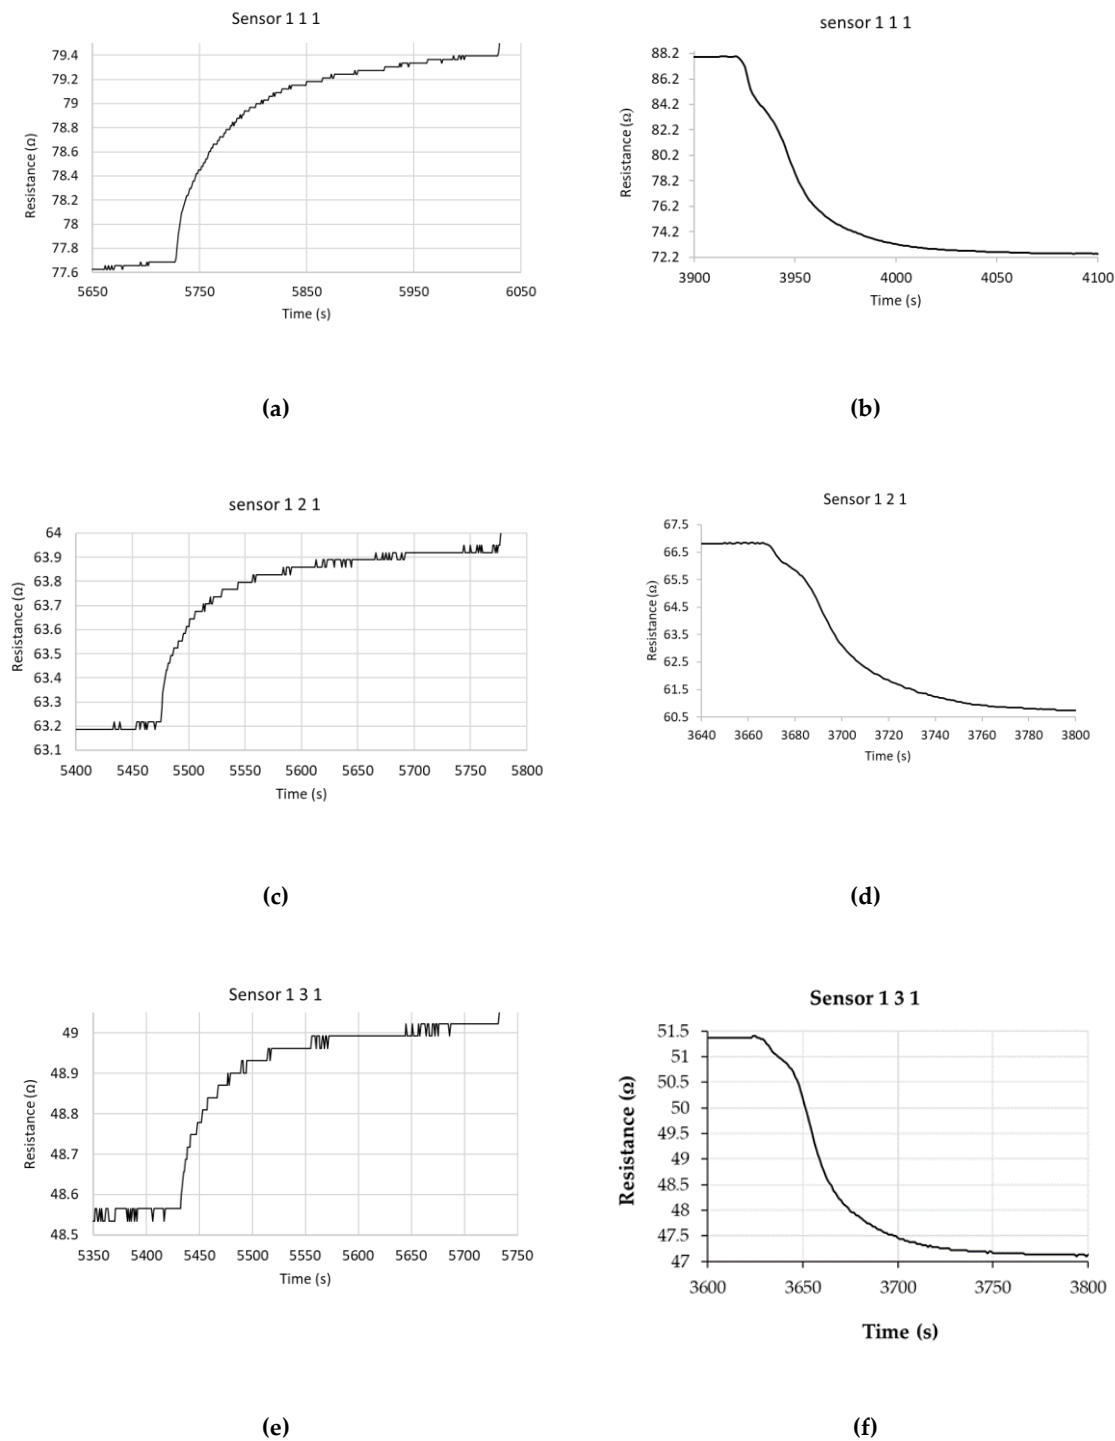 Sensor 1 1 1
79.4
79.2
79
78.8
78.6
78.4
78.2
78
77.8
77.6
Resistance (Ω)
5650 5750 5850 5950 6050
Time (s)
(a)
sensor 1 1 1
88.2
86.2
84.2
82.2
80.2
78.2
76.2
74.2
72.2
Resistance (Ω)
3900 3950 4000 4050 4100
Time (s)
(b)
sensor 1 2 1
64
63.9
63.8
63.7
63.6
63.5
63.4
63.3
63.2
63.1
Resistance (Ω)
5400 5450 5500 5550 5600 5650 5700 5750 5800
Time (s)
(c)
Sensor 1 2 1
67.5
66.5
65.5
64.5
63.5
62.5
61.5
60.5
Resistance (Ω)
3640 3660 3680 3700 3720 3740 3760 3780 3800
Time (s)
(d)
Sensor 1 3 1
49
48.9
48.8
48.7
48.6
48.5
Resistance (Ω)
5350 5400 5450 5500 5550 5600 5650 5700 5750
Time (s)
(e)
Sensor 1 3 1
51.5
51
50.5
50
49.5
49
48.5
48
47.5
47
Resistance (Ω)
3600 3650 3700 3750 3800
Time (s)
(f)